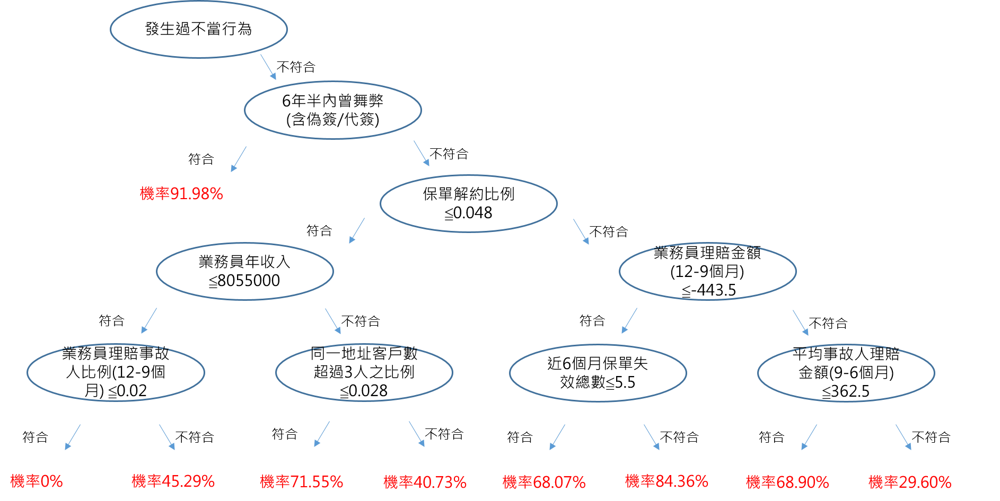 發生過不當行為
不符合
6年半內曾舞弊
(含偽簽/代簽)
符合
不符合
機率91.98%
保單解約比例
≦0.048
符合
不符合
業務員年收入
≦8055000
業務員理賠金額
(12-9個月)
≦-443.5
符合
不符合
符合
不符合
業務員理賠事故
人比例(12-9個
月) ≦0.02
同一地址客戶數
超過3人之比例
≦0.028
近6個月保單失
效總數≦5.5
平均事故人理賠
金額(9-6個月)
≦362.5
符合
不符合
符合
不符合
符合
不符合
符合
不符合
機率0%
機率45.29%
機率71.55%
機率40.73%
機率68.07%
機率84.36%
機率68.90%
機率29.60%